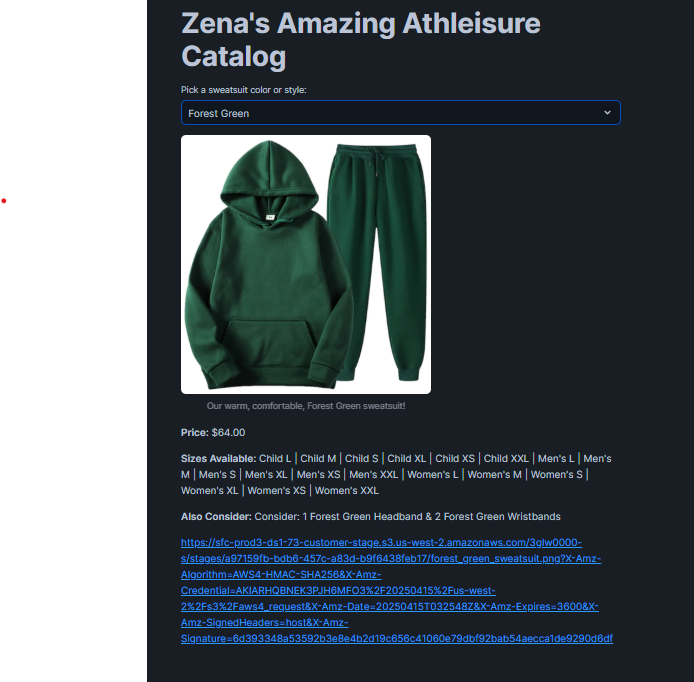 Zena's Amazing Athleisure
Catalog
Pick a sweatsuit color or style:
Forest Green
Our warm, comfortable, Forest Green sweatsuit!
Price: $64.00
Sizes Available: Child L | Child M | Child S | Child XL | Child XS | Child XXL | Men's L | Men's
M | Men's S | Men's XL | Men's XS | Men's XXL | Women's L | Women's M | Women's S |
Women's XL | Women's XS | Women's XXL
Also Consider: Consider: 1 Forest Green Headband & 2 Forest Green Wristbands
https://sfc-prod3-ds1-73-customer-stage.s3.us-west-2.amazonaws.com/3qlw0000-
s/stages/a97159fb-bdb6-457c-a83d-b9f6438feb17/forest_green_sweatsuit.png?X-Amz-
Algorithm=AWS4-HMAC-SHA256&X-Amz-
Credential=AKIARHQBNEK3PJH6MFO3%2F20250415%2Fus-west-
2%2Fs3%2Faws4_request&X-Amz-Date=20250415T032548Z&X-Amz-Expires=3600&X-
Amz-SignedHeaders=host&X-Amz-
Signature=6d393348a53592b3e8e4b2d19c656c41060e79dbf92bab54aecca1de9290d6df